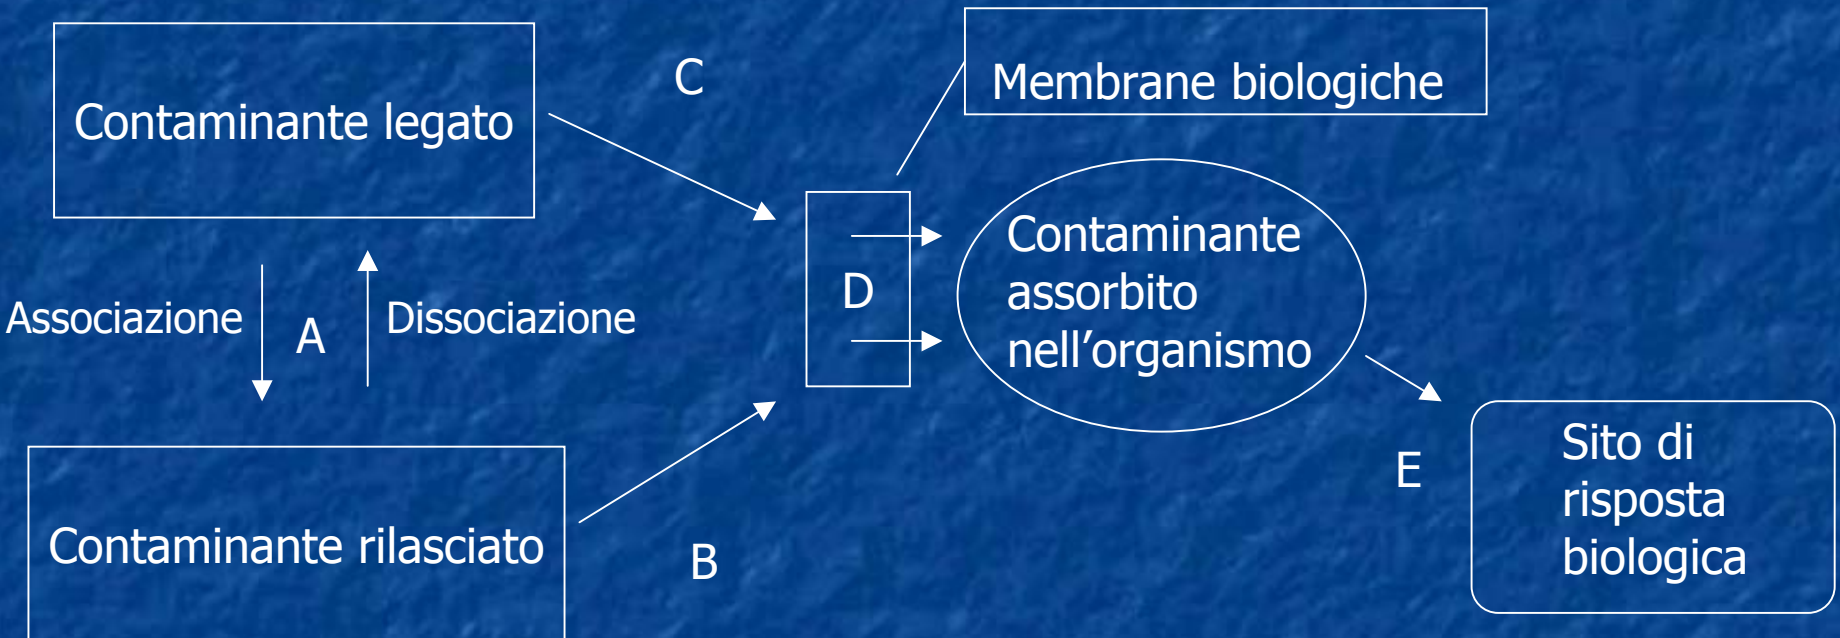 Contaminante legato
C
Membrane biologiche
Associazione
A
Dissociazione
D
Contaminante
assorbito
nell'organismo
Contaminante rilasciato
B
E
Sito di
risposta
biologica